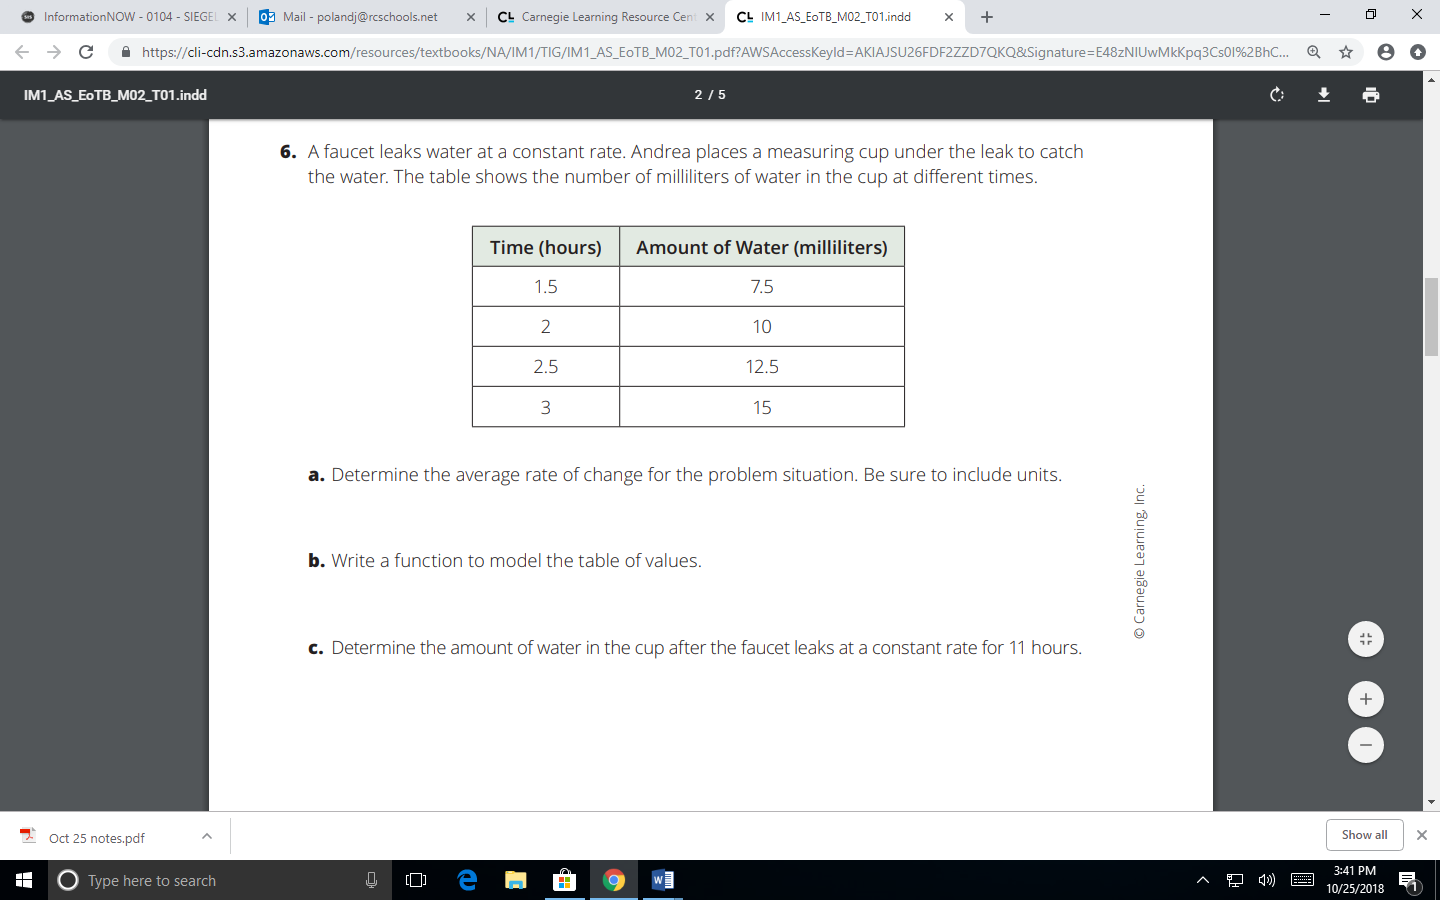 InformationNOW - 0104 - SIEGEL
Mail - polandj@rcschools.net
Carnegie Learning Resource Cent
IM1_AS_EoTB_M02_T01.indd
https://cli-cdn.s3.amazonaws.com/resources/textbooks/NA/IM1/TIG/IM1_AS_EoTB_M02_T01.pdf?AWSAccessKeyId=AKIAJSU26FDF2ZZD7QKQ&Signature=E48zNIUwMkKpq3Cs0I%2BhC...
IM1_AS_EoTB_M02_T01.indd
2 / 5
6. A faucet leaks water at a constant rate. Andrea places a measuring cup under the leak to catch
the water. The table shows the number of milliliters of water in the cup at different times.
Time (hours) Amount of Water (milliliters)
1.5 7.5
2 10
2.5 12.5
3 15
a. Determine the average rate of change for the problem situation. Be sure to include units.
b. Write a function to model the table of values.
c. Determine the amount of water in the cup after the faucet leaks at a constant rate for 11 hours.
© Carnegie Learning, Inc.
Oct 25 notes.pdf
Show all
Type here to search
3:41 PM
10/25/2018
1